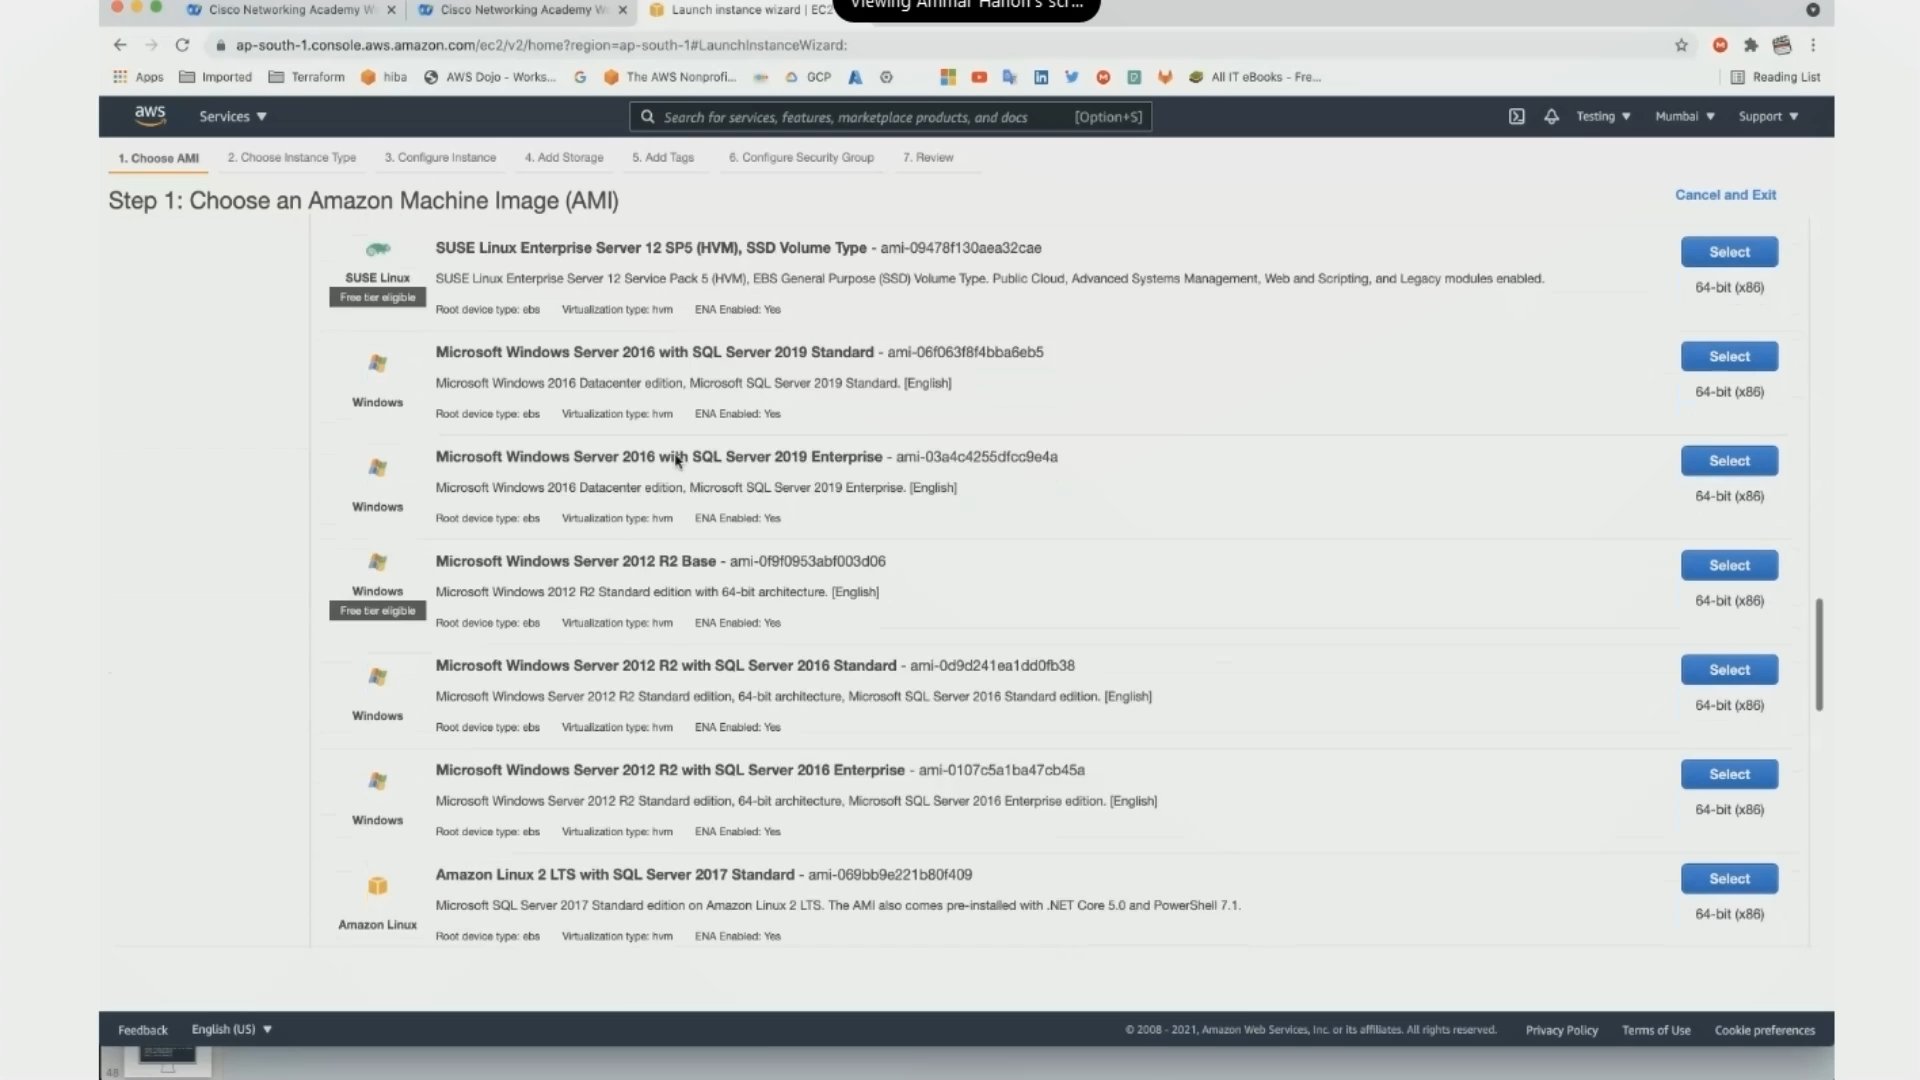 Viewing Ammar Hanon's scr...
Cisco Networking Academy W
Cisco Networking Academy W
Launch instance wizard | EC2
ap-south-1.console.aws.amazon.com/ec2/v2/home?region=ap-south-1#LaunchInstanceWizard:
Apps Imported Terraform hiba AWS Dojo - Works... The AWS Nonprofi... GCP All IT eBooks - Fre... Reading List
aws Services Search for services, features, marketplace products, and docs [Option+S] Testing Mumbai Support
1. Choose AMI 2. Choose Instance Type 3. Configure Instance 4. Add Storage 5. Add Tags 6. Configure Security Group 7. Review
Step 1: Choose an Amazon Machine Image (AMI)
Cancel and Exit
SUSE Linux
Free tier eligible
SUSE Linux Enterprise Server 12 SP5 (HVM), SSD Volume Type - ami-09478f130aea32cae
SUSE Linux Enterprise Server 12 Service Pack 5 (HVM), EBS General Purpose (SSD) Volume Type. Public Cloud, Advanced Systems Management, Web and Scripting, and Legacy modules enabled.
Root device type: ebs Virtualization type: hvm ENA Enabled: Yes
Select
64-bit (x86)
Windows
Microsoft Windows Server 2016 with SQL Server 2019 Standard - ami-06f063f8f4bba6eb5
Microsoft Windows 2016 Datacenter edition, Microsoft SQL Server 2019 Standard. [English]
Root device type: ebs Virtualization type: hvm ENA Enabled: Yes
Select
64-bit (x86)
Windows
Microsoft Windows Server 2016 with SQL Server 2019 Enterprise - ami-03a4c4255dfcc9e4a
Microsoft Windows 2016 Datacenter edition, Microsoft SQL Server 2019 Enterprise. [English]
Root device type: ebs Virtualization type: hvm ENA Enabled: Yes
Select
64-bit (x86)
Windows
Free tier eligible
Microsoft Windows Server 2012 R2 Base - ami-0f9f0953abf003d06
Microsoft Windows 2012 R2 Standard edition with 64-bit architecture. [English]
Root device type: ebs Virtualization type: hvm ENA Enabled: Yes
Select
64-bit (x86)
Windows
Microsoft Windows Server 2012 R2 with SQL Server 2016 Standard - ami-0d9d241ea1dd0fb38
Microsoft Windows Server 2012 R2 Standard edition, 64-bit architecture, Microsoft SQL Server 2016 Standard edition. [English]
Root device type: ebs Virtualization type: hvm ENA Enabled: Yes
Select
64-bit (x86)
Windows
Microsoft Windows Server 2012 R2 with SQL Server 2016 Enterprise - ami-0107c5a1ba47cb45a
Microsoft Windows Server 2012 R2 Standard edition, 64-bit architecture, Microsoft SQL Server 2016 Enterprise edition. [English]
Root device type: ebs Virtualization type: hvm ENA Enabled: Yes
Select
64-bit (x86)
Amazon Linux
Amazon Linux 2 LTS with SQL Server 2017 Standard - ami-069bb9e221b80f409
Microsoft SQL Server 2017 Standard edition on Amazon Linux 2 LTS. The AMI also comes pre-installed with .NET Core 5.0 and PowerShell 7.1.
Root device type: ebs Virtualization type: hvm ENA Enabled: Yes
Select
64-bit (x86)
Feedback English (US) © 2008 - 2021, Amazon Web Services, Inc. or its affiliates. All rights reserved. Privacy Policy Terms of Use Cookie preferences
48